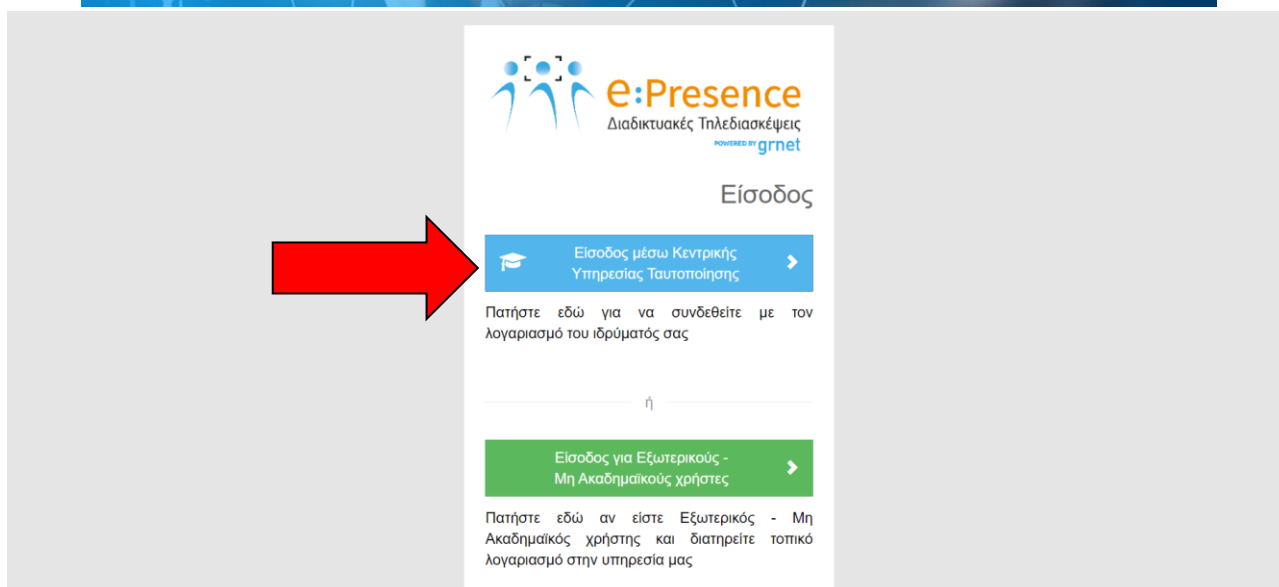 e:Presence
Διαδικτυακές Τηλεδιασκέψεις
POWERED BY grnet
Είσοδος
Είσοδος μέσω Κεντρικής
Υπηρεσίας Ταυτοποίησης
Πατήστε εδώ για να συνδεθείτε με τον
λογαριασμό του ιδρύματός σας
ή
Είσοδος για Εξωτερικούς -
Μη Ακαδημαϊκούς χρήστες
Πατήστε εδώ αν είστε Εξωτερικός - Μη
Ακαδημαϊκός χρήστης και διατηρείτε τοπικό
λογαριασμό στην υπηρεσία μας